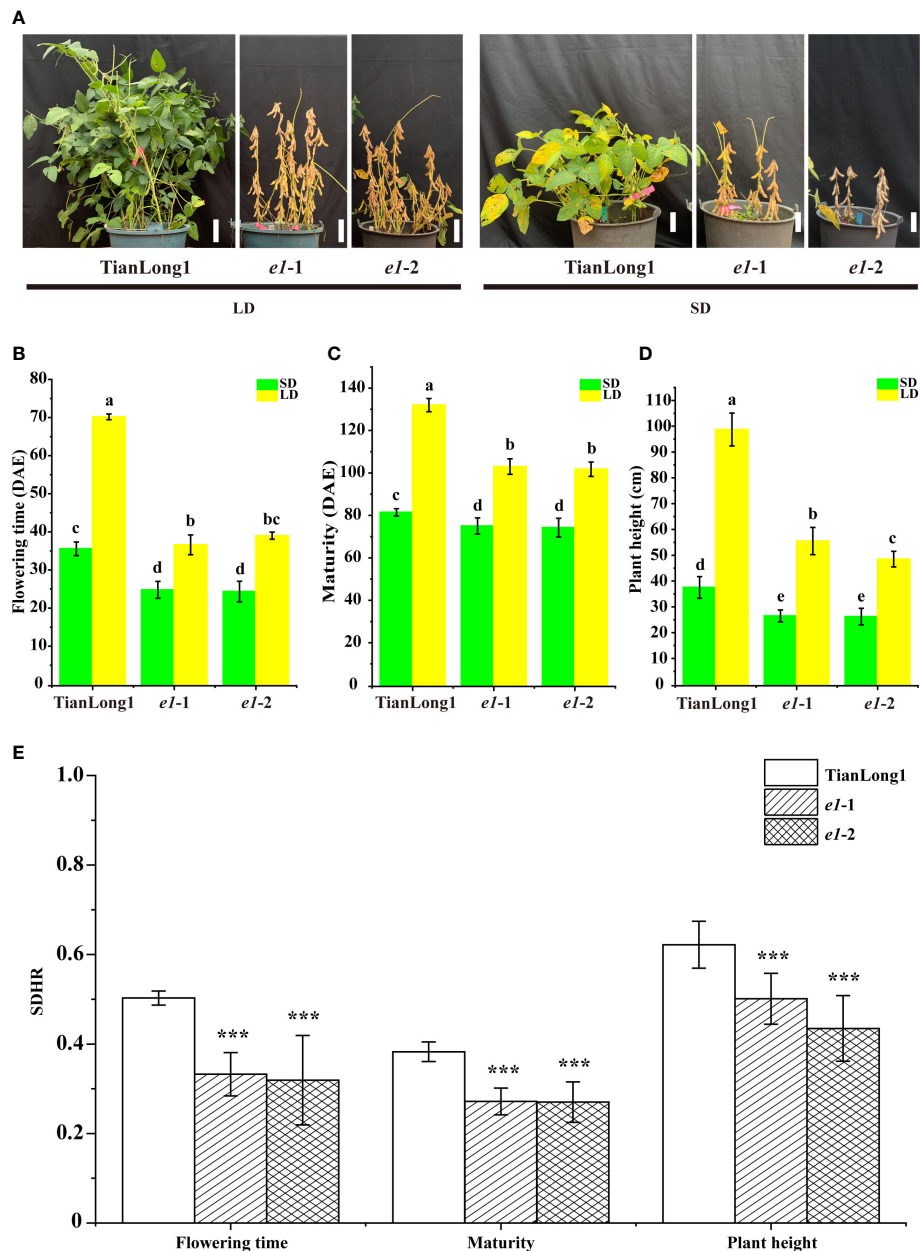 A
TianLong1 e1-1 e1-2 TianLong1 e1-1 e1-2
LD SD
B
80
70
60
50
40
30
20
10
0
Flowering time (DAE)
SD
LD
a
c
b
d
bc
d
TianLong1 e1-1 e1-2
C
140
120
100
80
60
40
20
0
Maturity (DAE)
SD
LD
a
c
b
d
b
d
TianLong1 e1-1 e1-2
D
110
100
90
80
70
60
50
40
30
20
10
0
Plant height (cm)
SD
LD
a
d
b
e
c
e
TianLong1 e1-1 e1-2
E
1.0
0.8
0.6
0.4
0.2
0
SDHR
TianLong1
e1-1
e1-2
*** ***
*** ***
*** ***
Flowering time Maturity Plant height